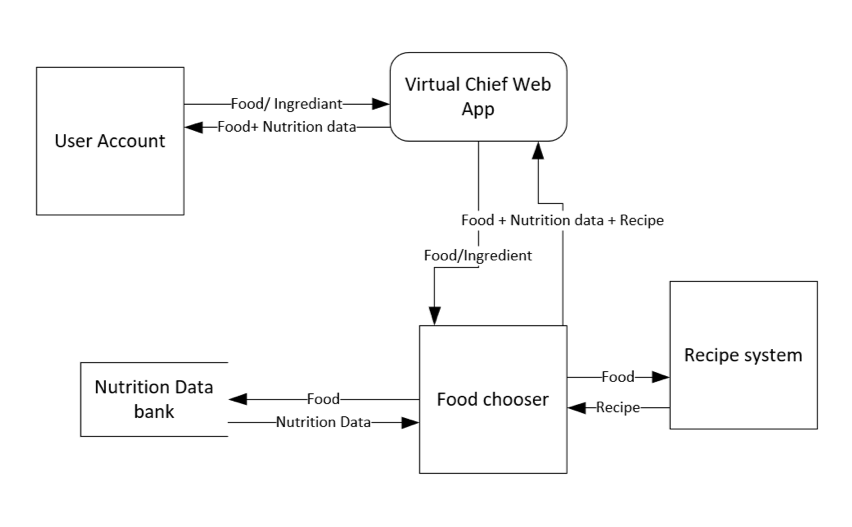 Virtual Chief Web
App
User Account
Food/ Ingrediant
Food+ Nutrition data
Food + Nutrition data + Recipe
Food/Ingredient
Recipe system
Nutrition Data
bank
Food chooser
Food
Recipe
Food
Nutrition Data